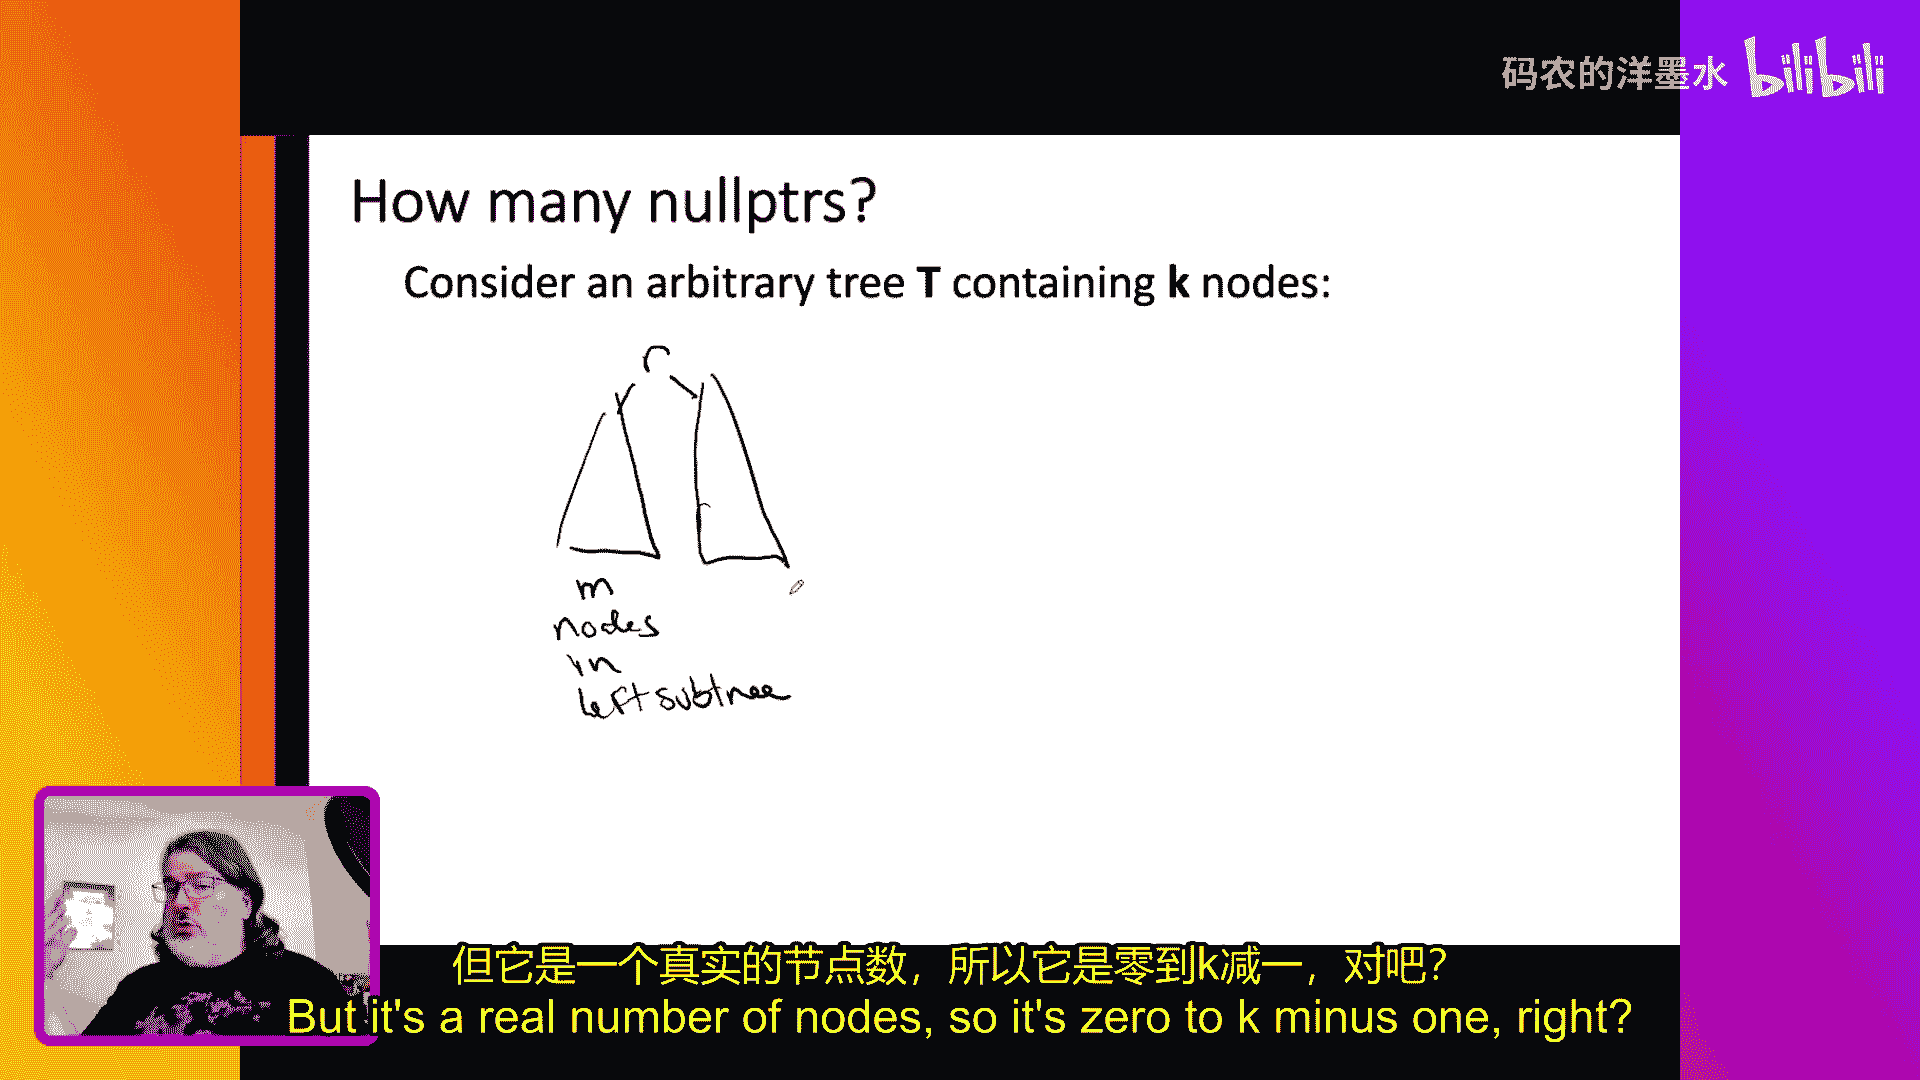 码农的洋墨水 bilibili
How many nullptrs?
Consider an arbitrary tree T containing k nodes:
r
m
nodes
in
left subtree
但它是一个真实的节点数，所以它是零到k减一，对吧？
But it's a real number of nodes, so it's zero to k minus one, right?